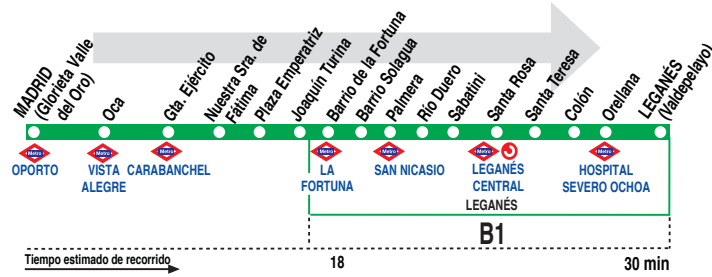 MADRID
(Glorieta Valle
del Oro)
Oca
Gta. Ejército
Nuestra Sra. de
Fátima
Plaza Emperatriz
Joaquín Turina
Barrio de la Fortuna
Barrio Solagua
Palmera
Río Duero
Sabatini
Santa Rosa
Santa Teresa
Colón
Orellana
LEGANÉS
(Valdepelayo)
Metro
Metro
Metro
Metro
Metro
Metro
Metro
OPORTO
VISTA
ALEGRE
CARABANCHEL
LA
FORTUNA
SAN NICASIO
LEGANÉS
CENTRAL
HOSPITAL
SEVERO OCHOA
LEGANÉS
B1
Tiempo estimado de recorrido
18
30 min